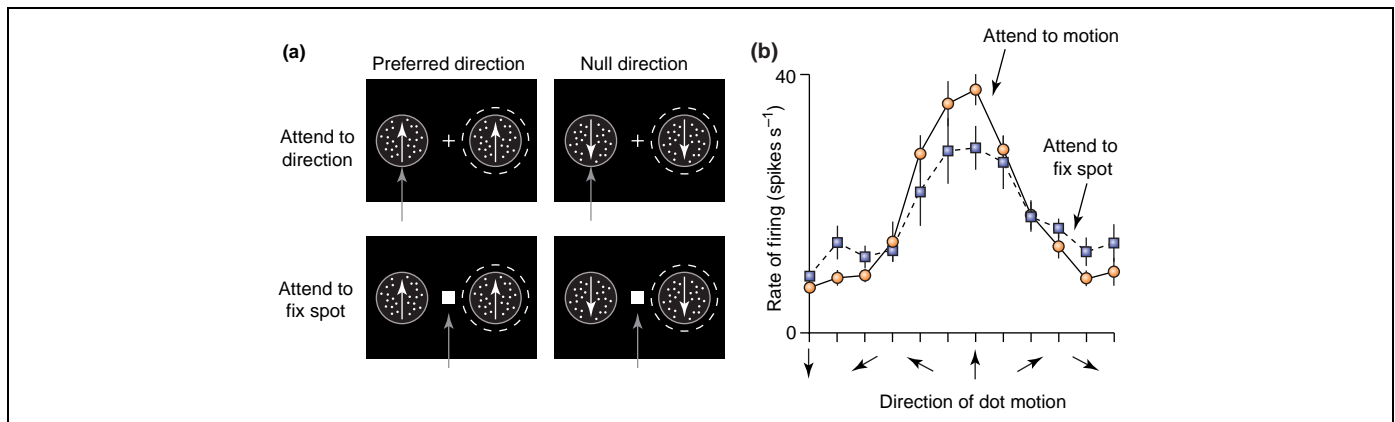 (a)
Preferred direction
Null direction
Attend to
direction
+
+
Attend to
fix spot
(b)
Attend to motion
Attend to
fix spot
40
0
Rate of firing (spikes s⁻¹)
Direction of dot motion